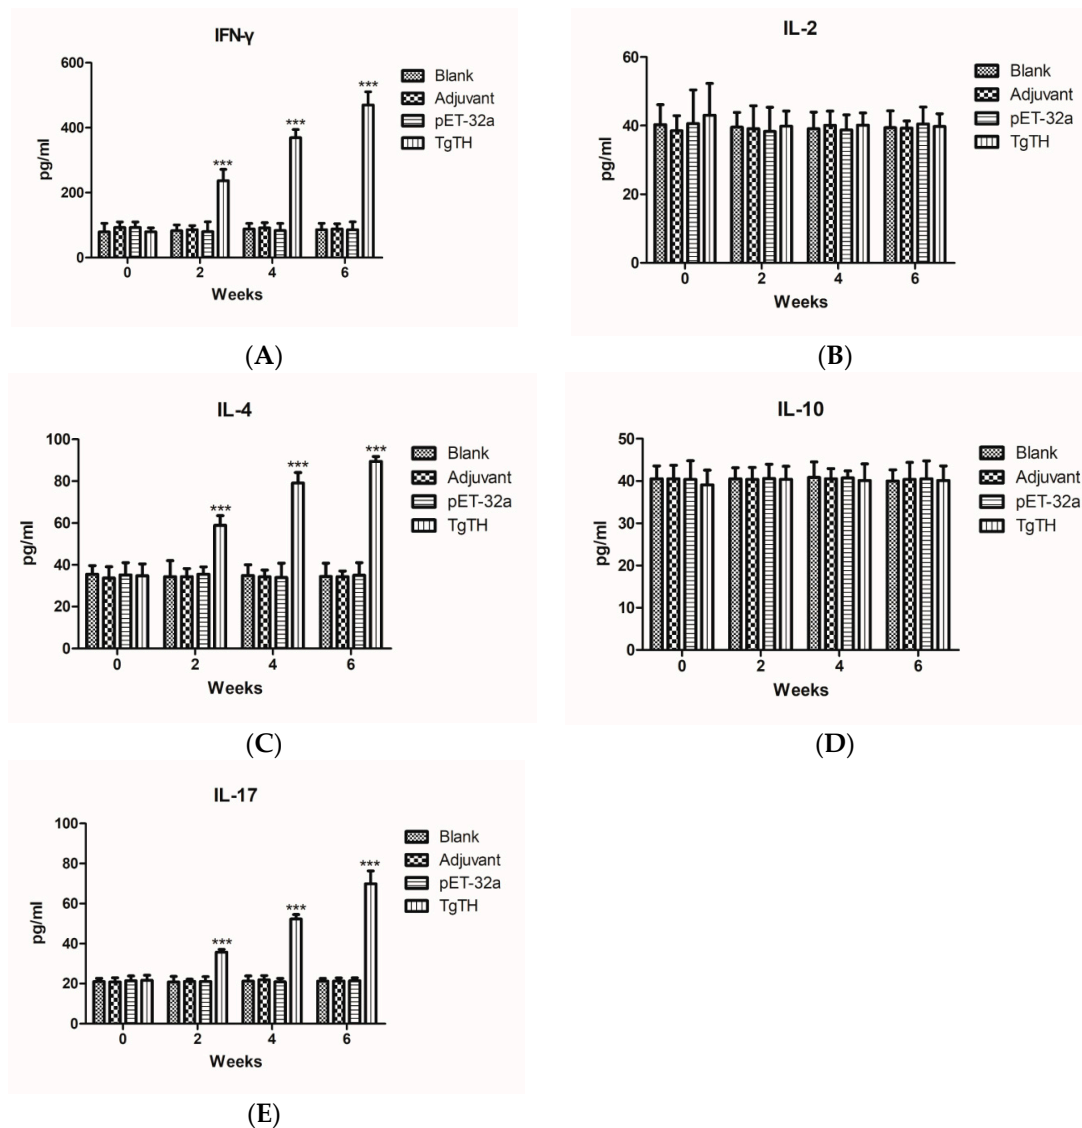 IFN-γ
600
400
200
0
pg/ml
***
***
***
0 2 4 6
Weeks
Blank
Adjuvant
pET-32a
TgTH
(A)
IL-2
60
40
20
0
pg/ml
0 2 4 6
Weeks
Blank
Adjuvant
pET-32a
TgTH
(B)
IL-4
100
80
60
40
20
0
pg/ml
***
***
***
0 2 4 6
Weeks
Blank
Adjuvant
pET-32a
TgTH
(C)
IL-10
50
40
30
20
10
0
pg/ml
0 2 4 6
Weeks
Blank
Adjuvant
pET-32a
TgTH
(D)
IL-17
100
80
60
40
20
0
pg/ml
***
***
***
0 2 4 6
Weeks
Blank
Adjuvant
pET-32a
TgTH
(E)